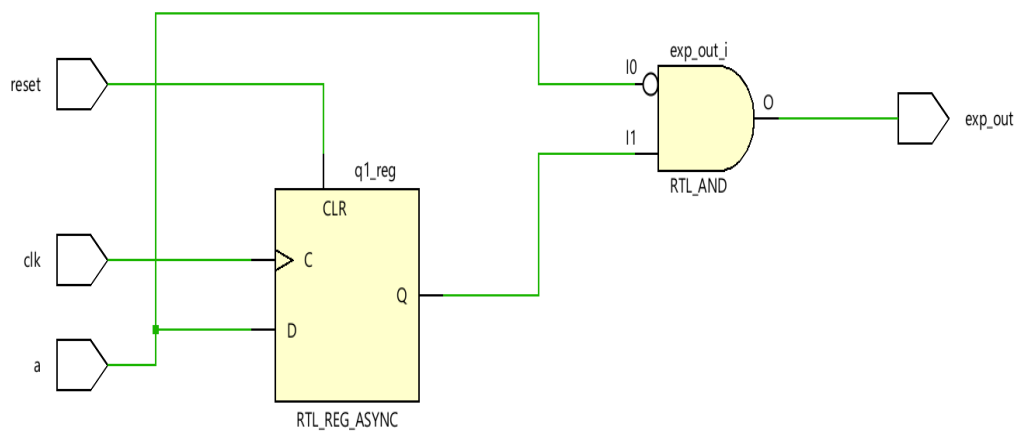 exp_out_i
I0
reset
O
exp_out
I1
q1_reg
RTL_AND
CLR
clk
C
Q
D
a
RTL_REG_ASYNC